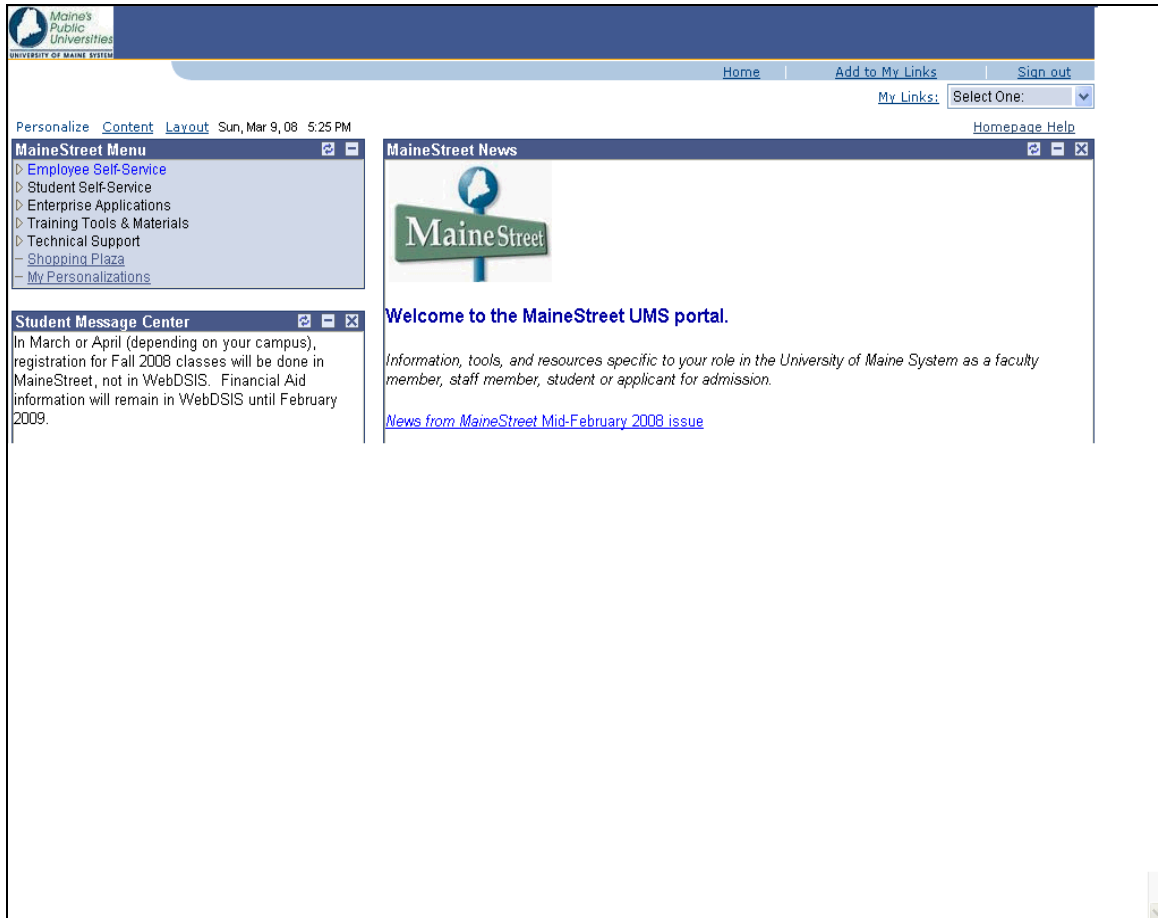 Maine's
Public
Universities
UNIVERSITY OF MAINE SYSTEM
Home Add to My Links Sign out
My Links: Select One:
Personalize Content Layout Sun, Mar 9, 08 5:25 PM Homepage Help
MaineStreet Menu
Employee Self-Service
Student Self-Service
Enterprise Applications
Training Tools & Materials
Technical Support
Shopping Plaza
My Personalizations
Student Message Center
In March or April (depending on your campus),
registration for Fall 2008 classes will be done in
MaineStreet, not in WebDSIS. Financial Aid
information will remain in WebDSIS until February
2009.
MaineStreet News
MaineStreet
Welcome to the MaineStreet UMS portal.
Information, tools, and resources specific to your role in the University of Maine System as a faculty
member, staff member, student or applicant for admission.
News from MaineStreet Mid-February 2008 issue